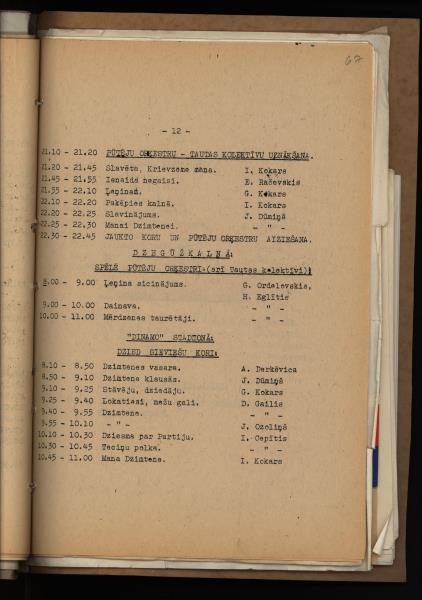 67
- 12 -
21.10 - 21.20 PŪTĒJU ORĶESTRU - TAUTAS KOLEKTĪVU UZNĀKŠANA.
21.20 - 21.45 Slavēta, Krievzeme māna. I. Kokars
21.45 - 21.55 Ienaidā negaisi. E. Račevskis
21.55 - 22.10 Ļeņinam. G. Kokars
22.10 - 22.20 Pakāpies kalnā. I. Kokars
22.20 - 22.25 Slavinājums. J. Dūmiņš
22.25 - 22.30 Manai Dzimtenei. - " -
22.30 - 22.45 JAUKTO KORU UN PŪTĒJU ORĶESTRU AIZIEŠANA.
DZEGŪŽKALNĀ:
SPĒLĒ PŪTĒJU ORĶESTRI:(arī Tautas kolektīvi)
8.00 - 9.00 Ļeņina aicinājums. G. Ordelovskis,
H. Eglītis
9.00 - 10.00 Dainava. - " -
10.00 - 11.00 Mērdzenes taurētāji. - " -
"DINAMO" STADIONĀ:
DZIED SIEVIEŠU KORI:
8.10 - 8.50 Dzimtenes vasara. A. Derkēvica
8.50 - 9.10 Dzimtene klausās. J. Dūmiņš
9.10 - 9.25 Stāvēju, dziedāju. G. Kokars
9.25 - 9.40 Lokatiesi, mežu gali. D. Gailis
9.40 - 9.55 Dzimtene. - " -
9.55 - 10.10 - " - J. Ozoliņš
10.10 - 10.30 Dziesma par Partiju. I. Cepītis
10.30 - 10.45 Teciņu polka. - " -
10.45 - 11.00 Mana Dzimtene. I. Kokars